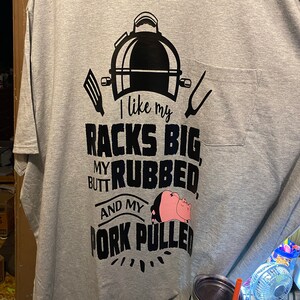 I like my
RACKS BIG,
MY BUTT RUBBED,
AND MY
PORK PULLED